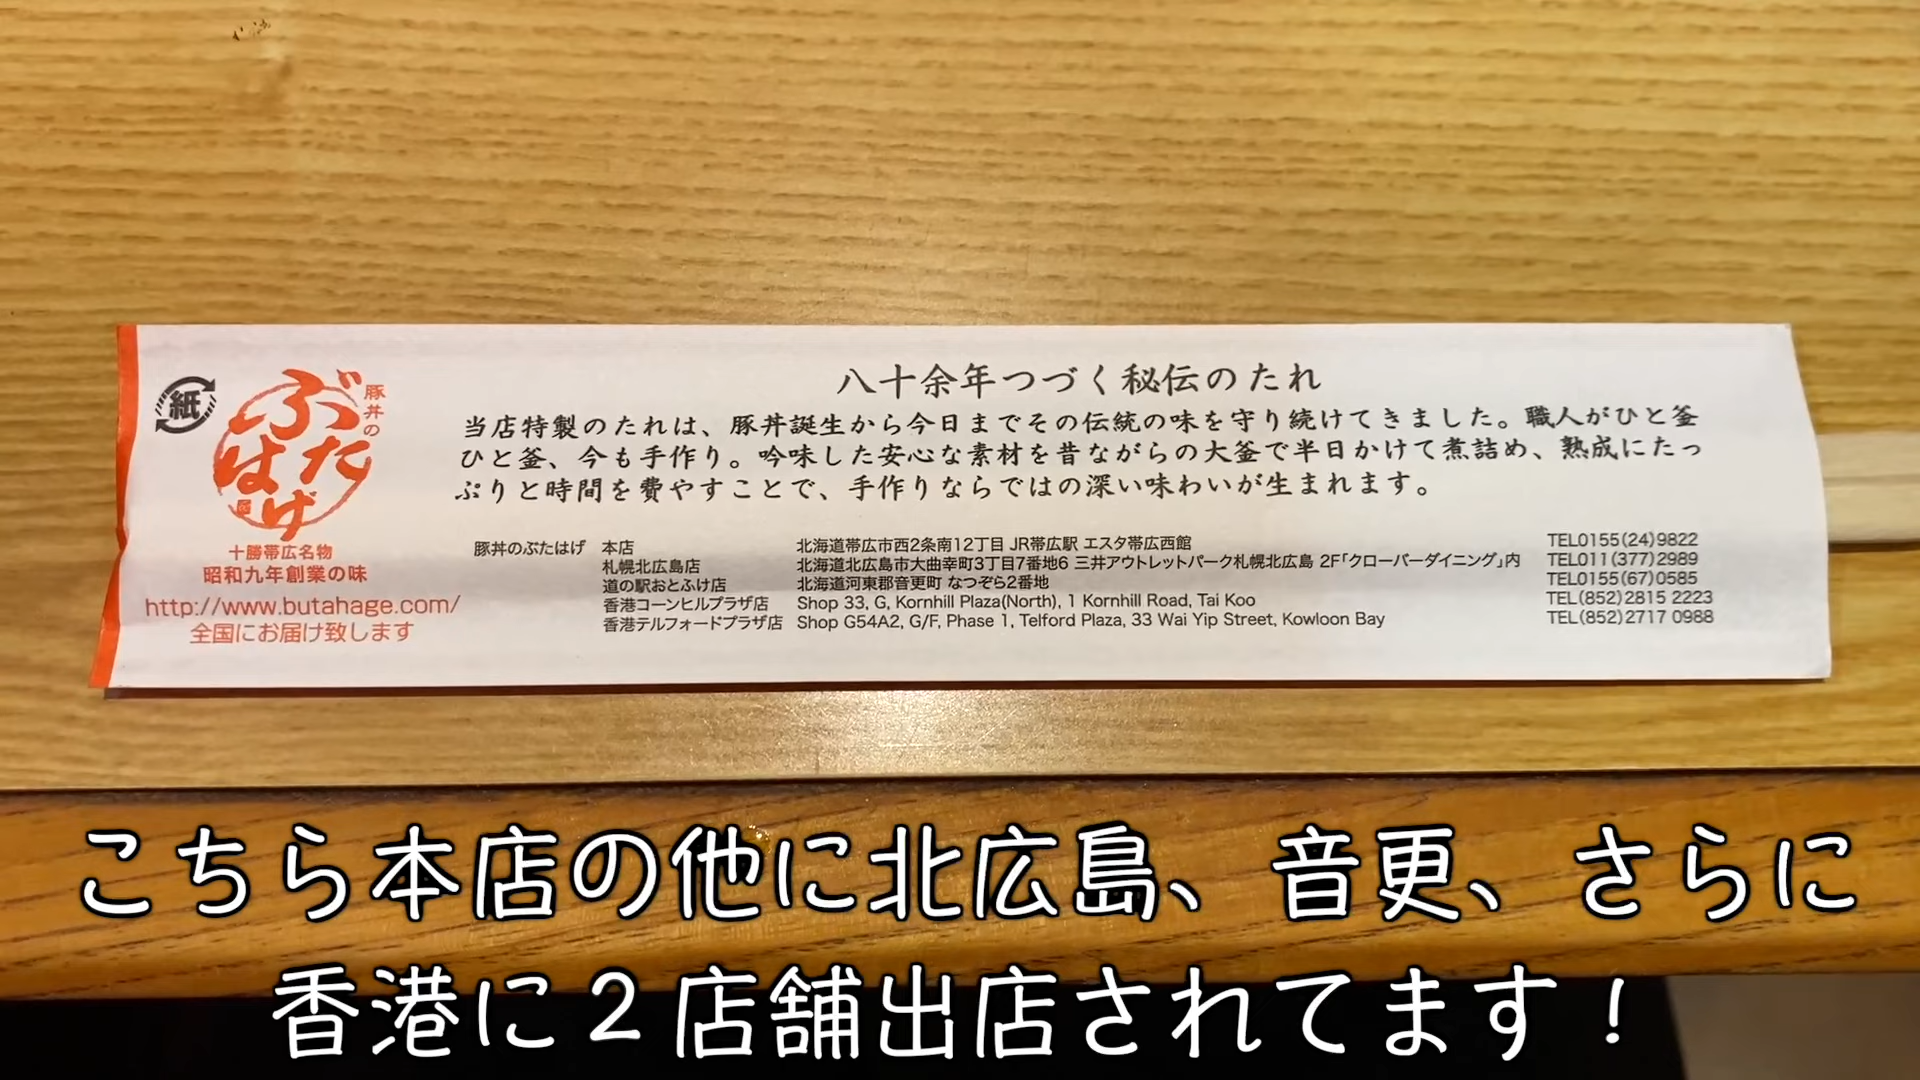 紙
豚丼の
ぶた
はげ
十勝帯広名物
昭和九年創業の味
http://www.butahage.com/
全国にお届け致します
八十余年つづく秘伝のたれ
当店特製のたれは、豚丼誕生から今日までその伝統の味を守り続けてきました。職人がひと釜
ひと釜、今も手作り。吟味した安心な素材を昔ながらの大釜で半日かけて煮詰め、熟成にたっ
ぷりと時間を費やすことで、手作りならではの深い味わいが生まれます。
豚丼のぶたはげ 本店 北海道帯広市西2条南12丁目 JR帯広駅 エスタ帯広西館 TEL0155(24)9822
札幌北広島店 北海道北広島市大曲幸町3丁目7番地6 三井アウトレットパーク札幌北広島 2F「クローバーダイニング」内 TEL011(377)2989
道の駅おとふけ店 北海道河東郡音更町 なつぞら2番地 TEL0155(67)0585
香港コーンヒルプラザ店 Shop 33, G, Kornhill Plaza(North), 1 Kornhill Road, Tai Koo TEL(852)2815 2223
香港テルフォードプラザ店 Shop G54A2, G/F, Phase 1, Telford Plaza, 33 Wai Yip Street, Kowloon Bay TEL(852)2717 0988
こちら本店の他に北広島、音更、さらに
香港に２店舗出店されてます！